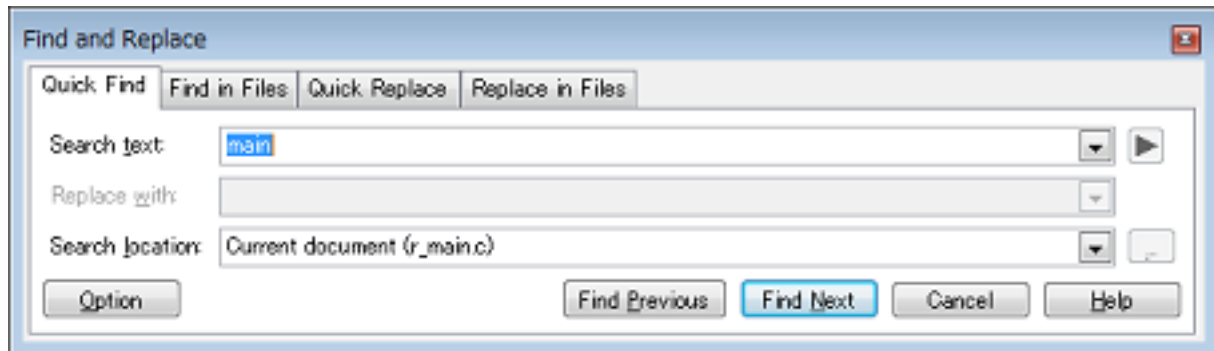 Find and Replace
Quick Find Find in Files Quick Replace Replace in Files
Search text: main
Replace with:
Search location: Current document (r_main.c)
Option Find Previous Find Next Cancel Help